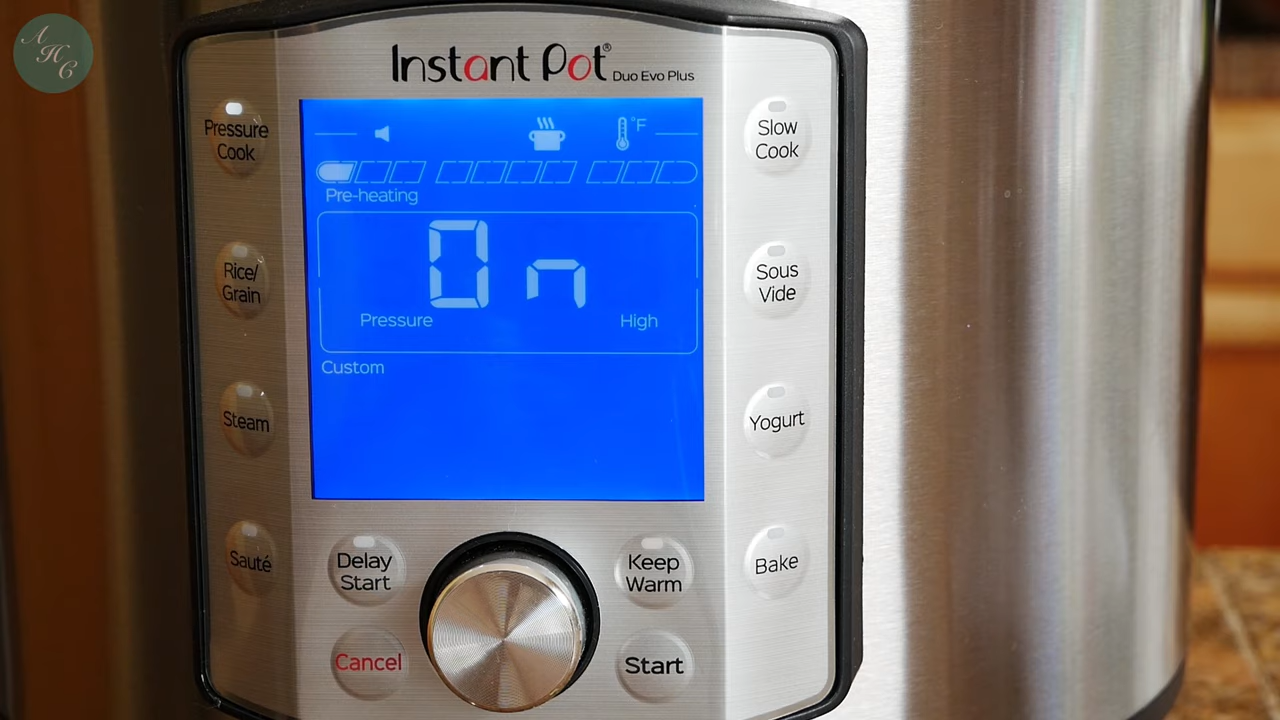 AHC
Instant Pot® Duo Evo Plus
Pressure
Cook
°F
Slow
Cook
Pre-heating
On
Pressure High
Custom
Rice/
Grain
Sous
Vide
Steam
Yogurt
Sauté
Delay
Start
Keep
Warm
Bake
Cancel
Start